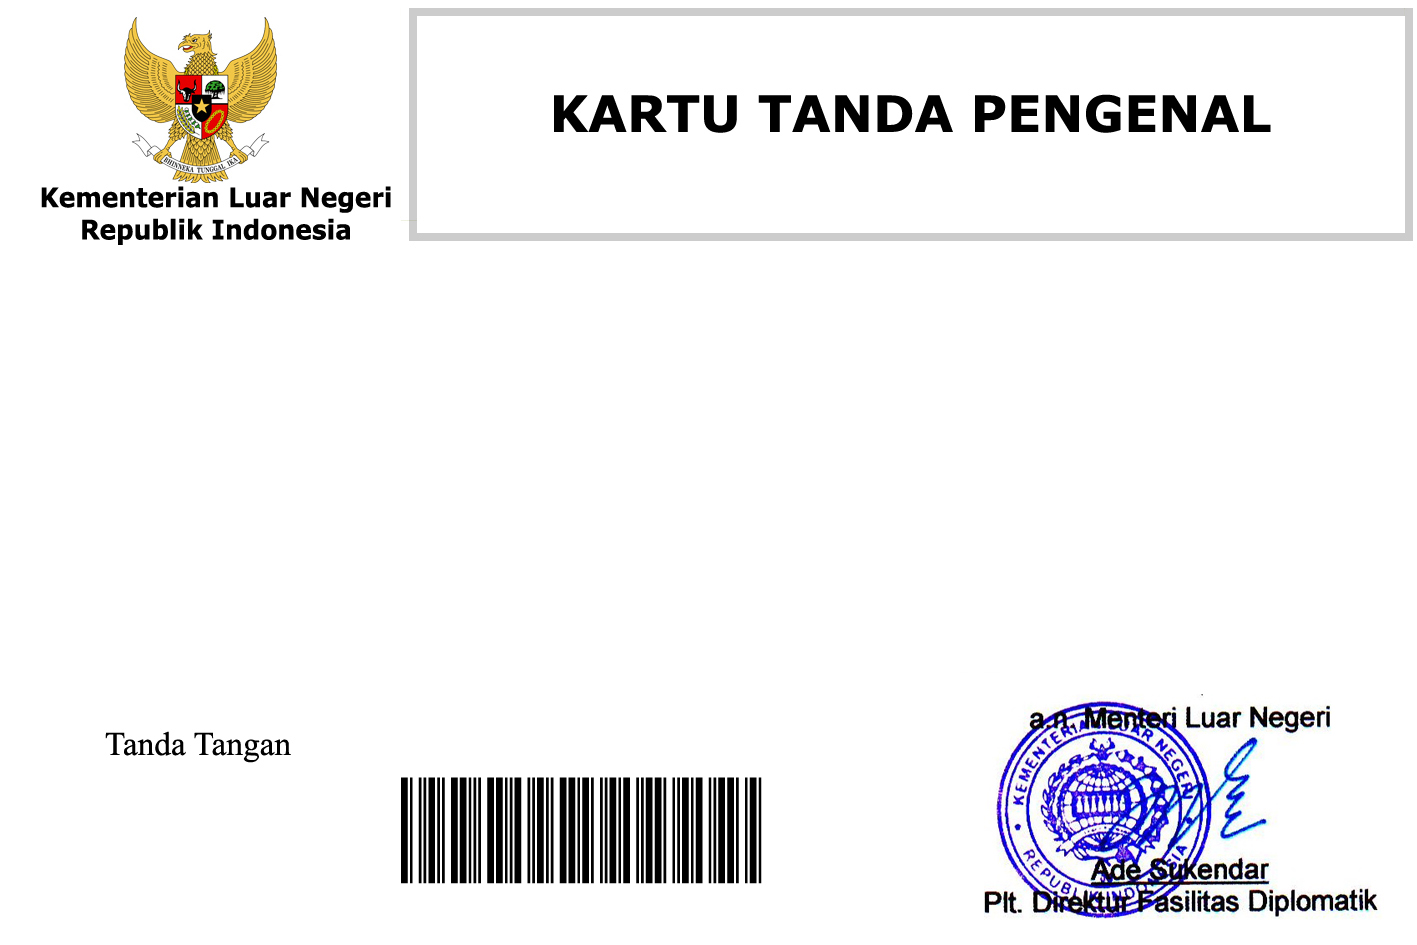 BHINNEKA TUNGGAL IKA
Kementerian Luar Negeri
Republik Indonesia
KARTU TANDA PENGENAL
Tanda Tangan
a.n. Menteri Luar Negeri
KEMENTERIAN LUAR NEGERI
REPUBLIK INDONESIA
Ade Sukendar
Plt. Direktur Fasilitas Diplomatik